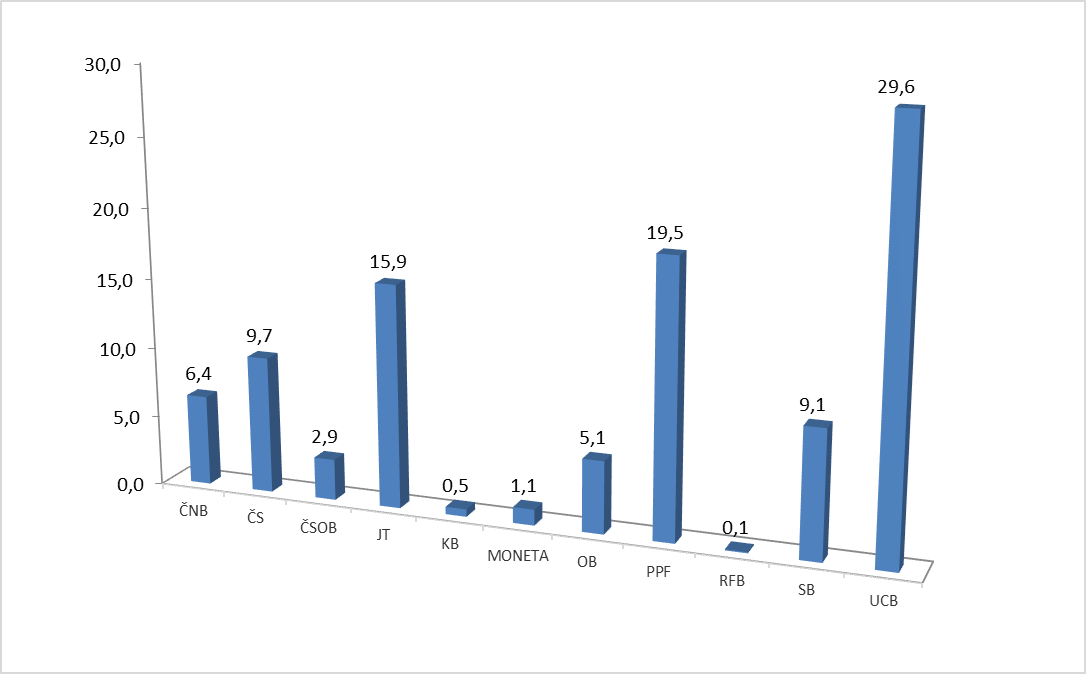 30,0
25,0
20,0
15,0
10,0
5,0
0,0
6,4
9,7
2,9
15,9
0,5
1,1
5,1
19,5
0,1
9,1
29,6
ČNB
ČS
ČSOB
JT
KB
MONETA
OB
PPF
RFB
SB
UCB